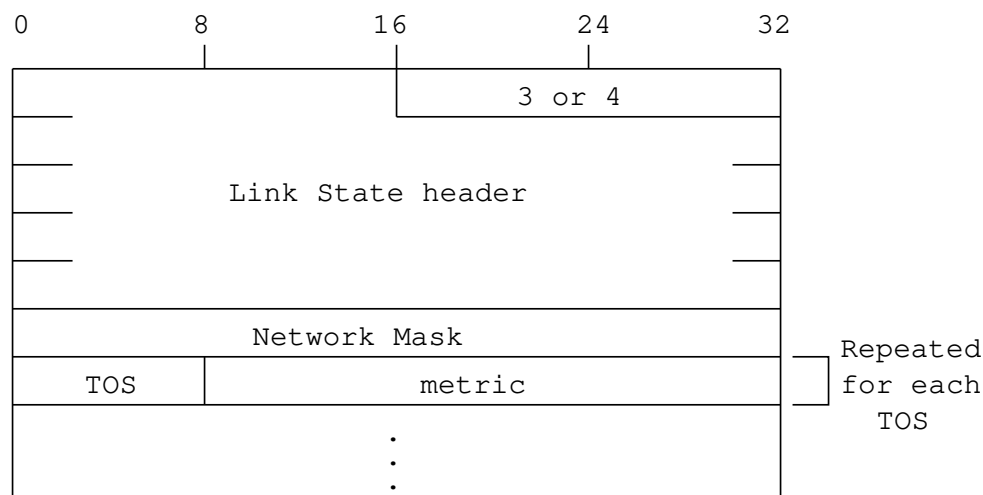 0 8 16 24 32
3 or 4
Link State header
Network Mask
TOS metric
Repeated
for each
TOS
.
.
.